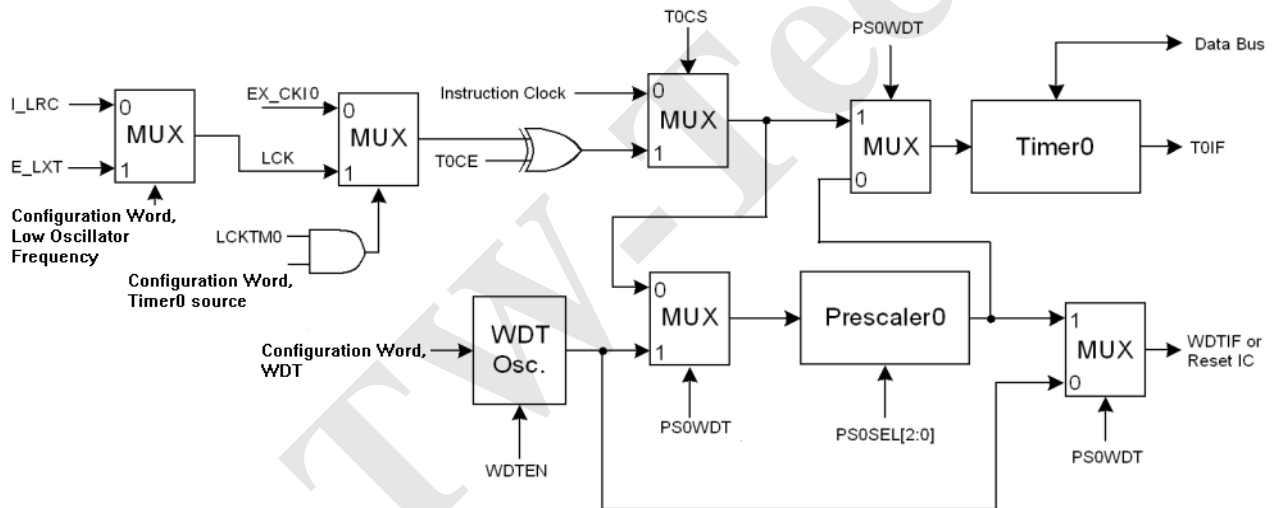 T0CS
PS0WDT
Data Bus
I_LRC
0
MUX
E_LXT
1
LCK
EX_CKI0
0
MUX
1
T0CE
Instruction Clock
0
MUX
1
1
MUX
0
Timer0
T0IF
Configuration Word,
Low Oscillator
Frequency
LCKTM0
Configuration Word,
Timer0 source
Configuration Word,
WDT
WDT
Osc.
WDTEN
0
MUX
1
PS0WDT
Prescaler0
PS0SEL[2:0]
1
MUX
0
WDTIF or
Reset IC
PS0WDT
TW-Tec